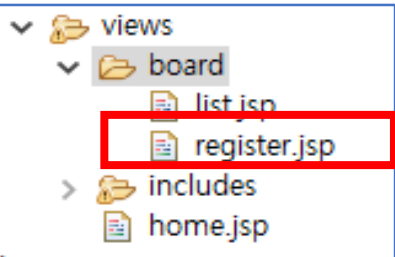 views
board
list.jsp
register.jsp
includes
home.jsp